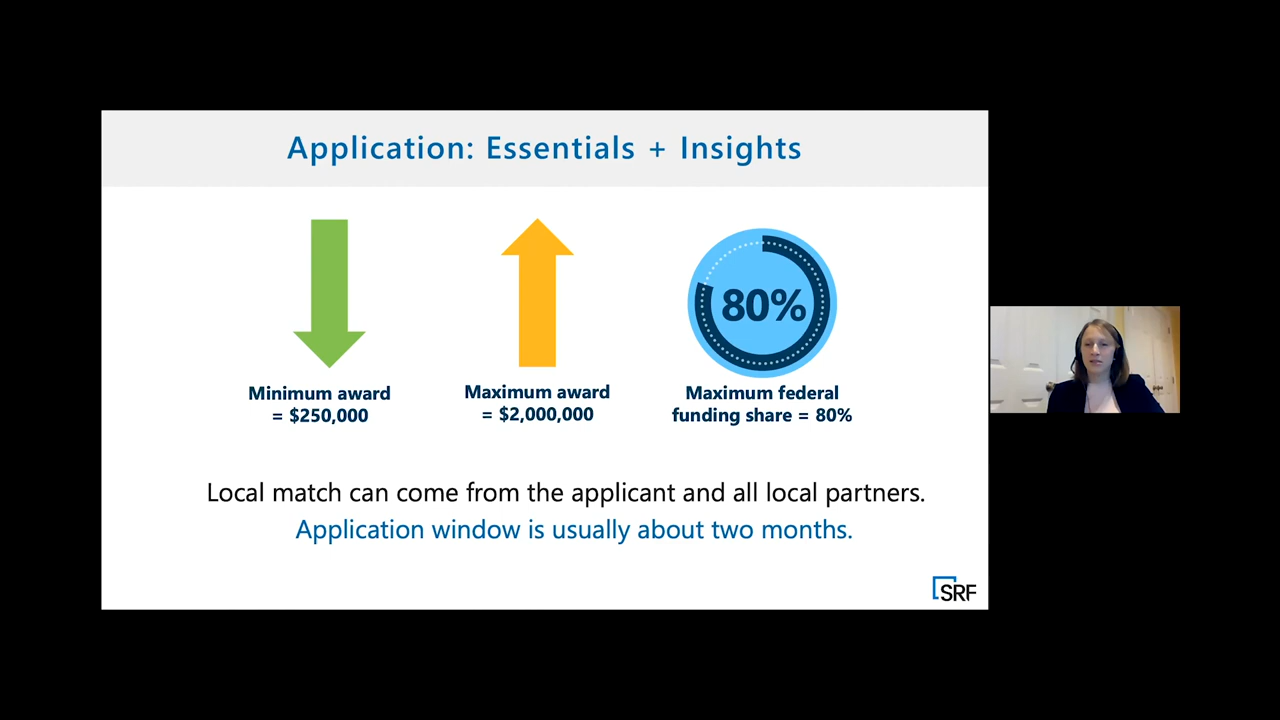 Application: Essentials + Insights
80%
Minimum award
= $250,000
Maximum award
= $2,000,000
Maximum federal
funding share = 80%
Local match can come from the applicant and all local partners.
Application window is usually about two months.
SRF